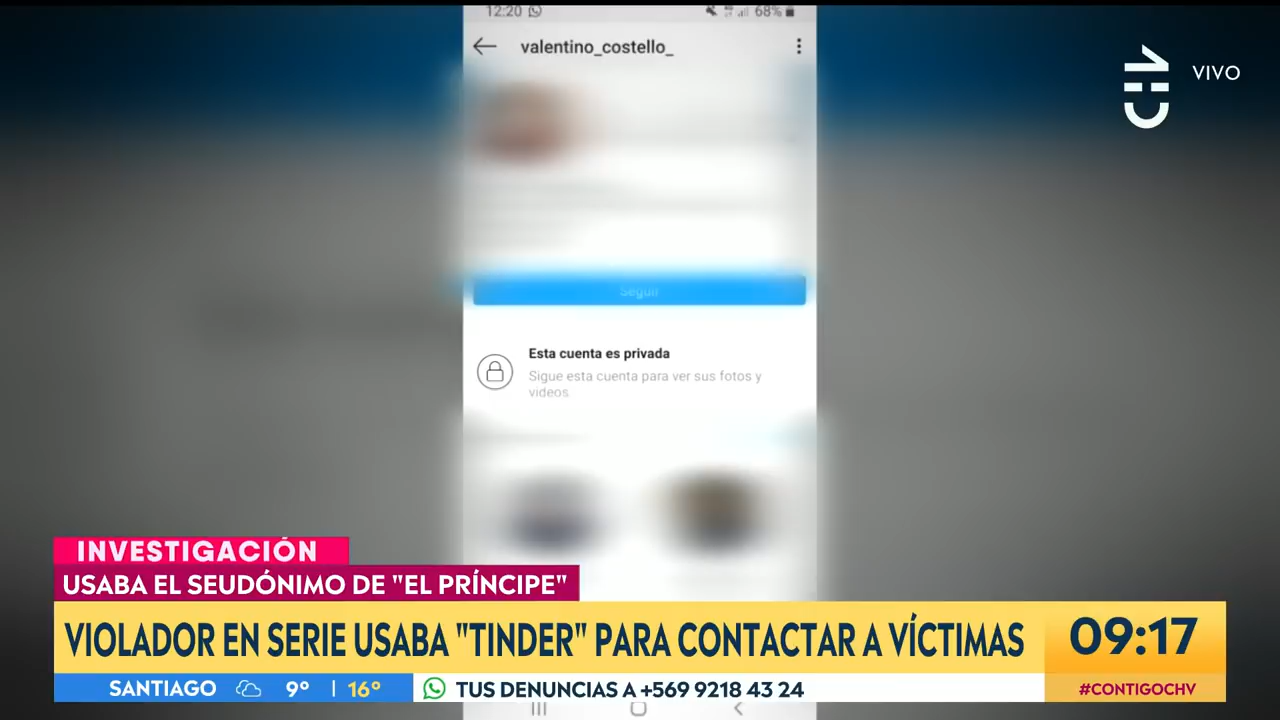 12:20
68%
valentino_costello_
CHV
VIVO
Seguir
Esta cuenta es privada
Sigue esta cuenta para ver sus fotos y
videos.
INVESTIGACIÓN
USABA EL SEUDÓNIMO DE "EL PRÍNCIPE"
VIOLADOR EN SERIE USABA "TINDER" PARA CONTACTAR A VÍCTIMAS
09:17
SANTIAGO 9° | 16°
TUS DENUNCIAS A +569 9218 43 24
#CONTIGOCHV